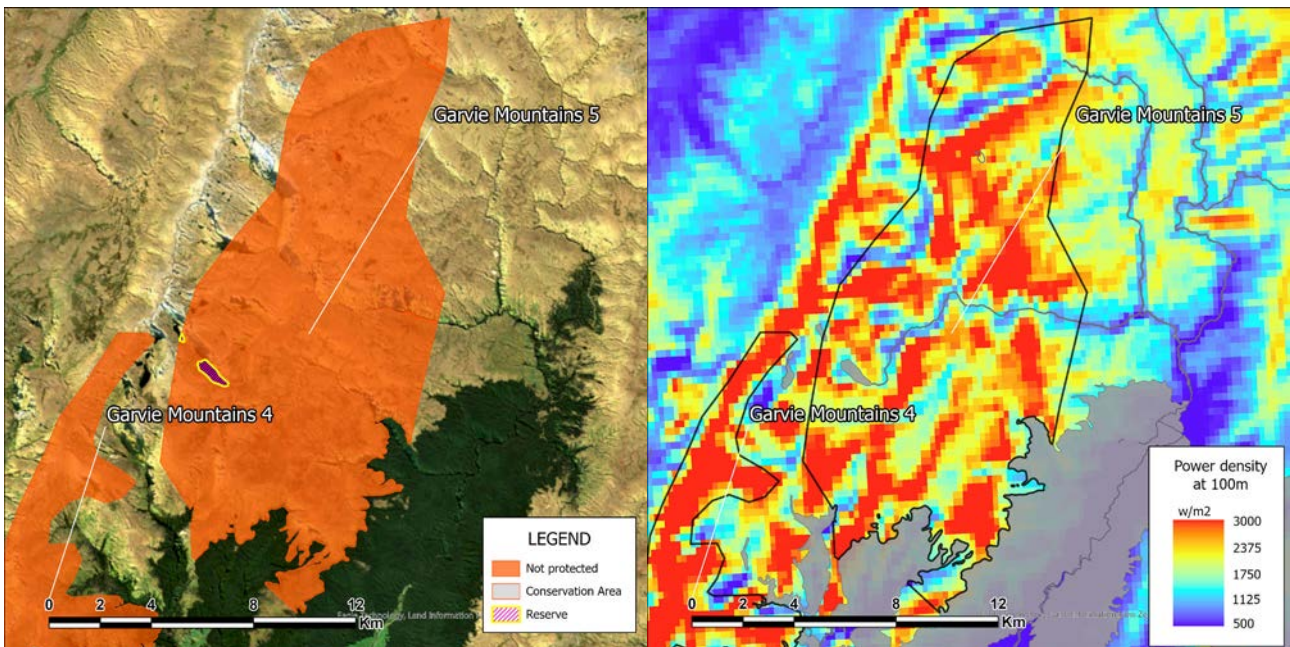 Garvie Mountains 5
Garvie Mountains 4
LEGEND
Not protected
Conservation Area
Reserve
0 2 4 8 12
Km
Garvie Mountains 5
Garvie Mountains 4
Power density
at 100m
w/m2
3000
2375
1750
1125
500
0 2 4 8 12
Km